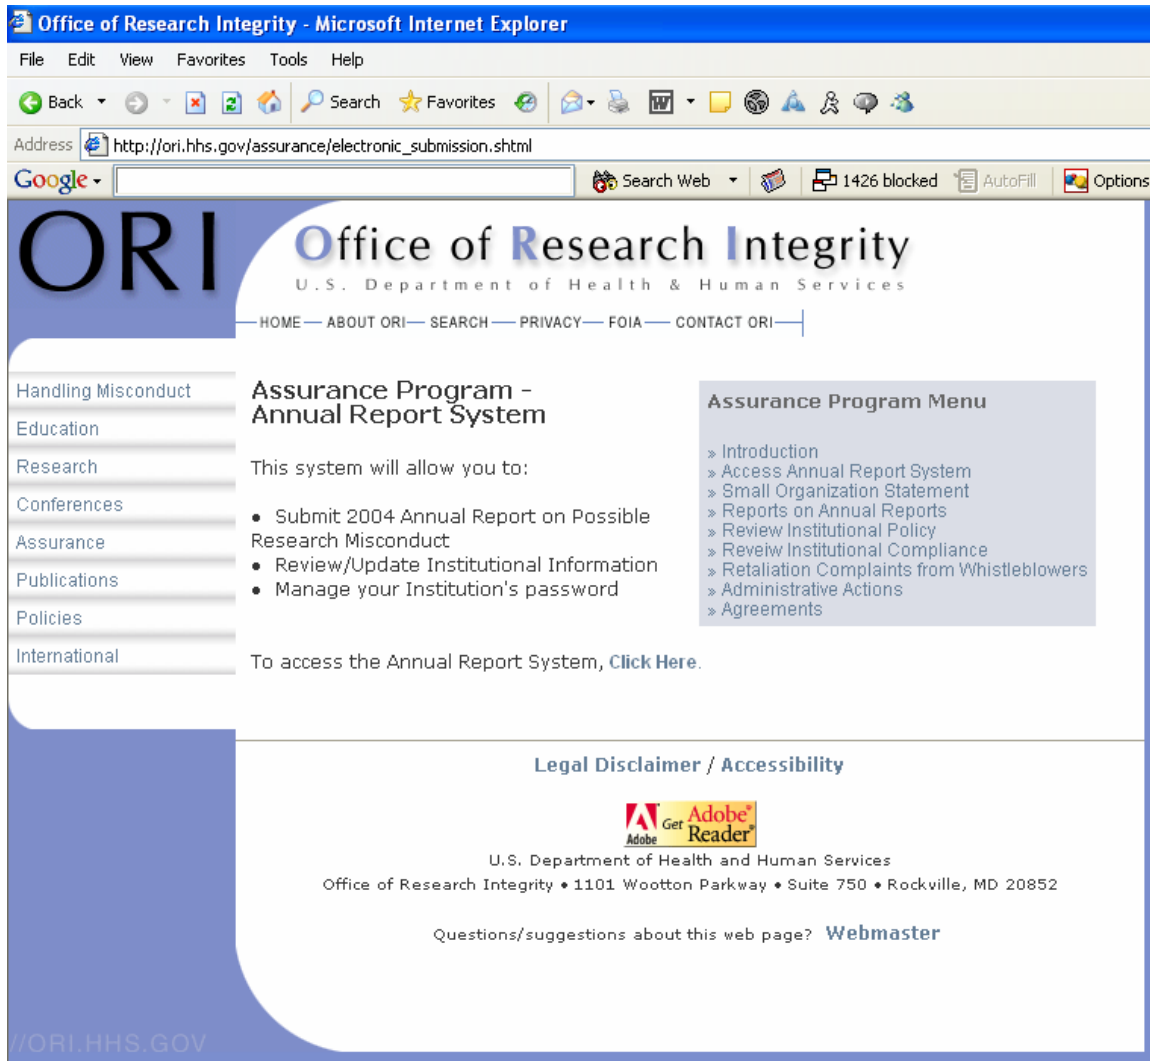 Office of Research Integrity - Microsoft Internet Explorer
File Edit View Favorites Tools Help
Back Search Favorites
Address http://ori.hhs.gov/assurance/electronic_submission.shtml
Google Search Web 1426 blocked AutoFill Options
ORI
Office of Research Integrity
U.S. Department of Health & Human Services
HOME ABOUT ORI SEARCH PRIVACY FOIA CONTACT ORI
Handling Misconduct
Education
Research
Conferences
Assurance
Publications
Policies
International
Assurance Program -
Annual Report System
This system will allow you to:
• Submit 2004 Annual Report on Possible
Research Misconduct
• Review/Update Institutional Information
• Manage your Institution's password
To access the Annual Report System, Click Here.
Assurance Program Menu
» Introduction
» Access Annual Report System
» Small Organization Statement
» Reports on Annual Reports
» Review Institutional Policy
» Reveiw Institutional Compliance
» Retaliation Complaints from Whistleblowers
» Administrative Actions
» Agreements
Legal Disclaimer / Accessibility
Adobe Get Adobe® Reader®
U.S. Department of Health and Human Services
Office of Research Integrity • 1101 Wootton Parkway • Suite 750 • Rockville, MD 20852
Questions/suggestions about this web page? Webmaster
//ORI.HHS.GOV